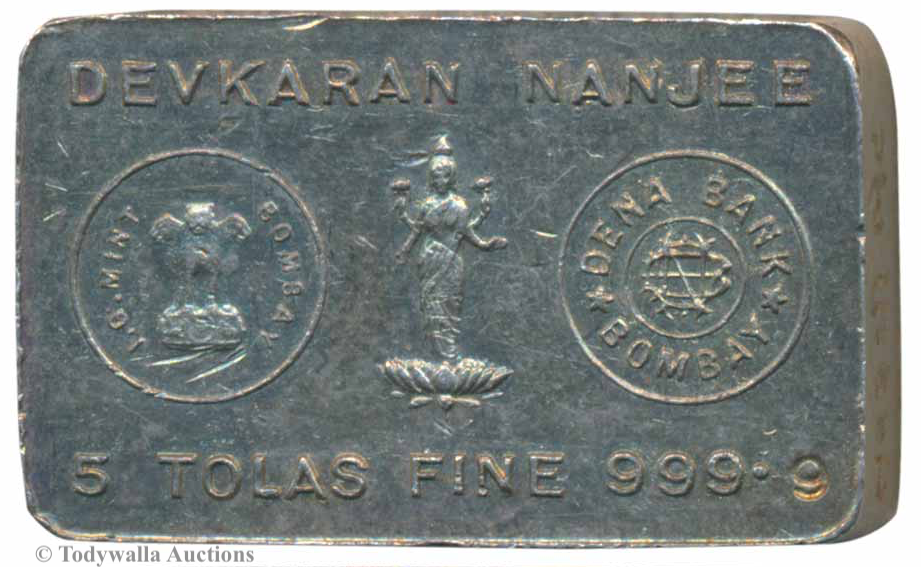 DEVKARAN NANJEE
I.G. MINT BOMBAY
DENA BANK
★ BOMBAY ★
5 TOLAS FINE 999.9
© Todywalla Auctions